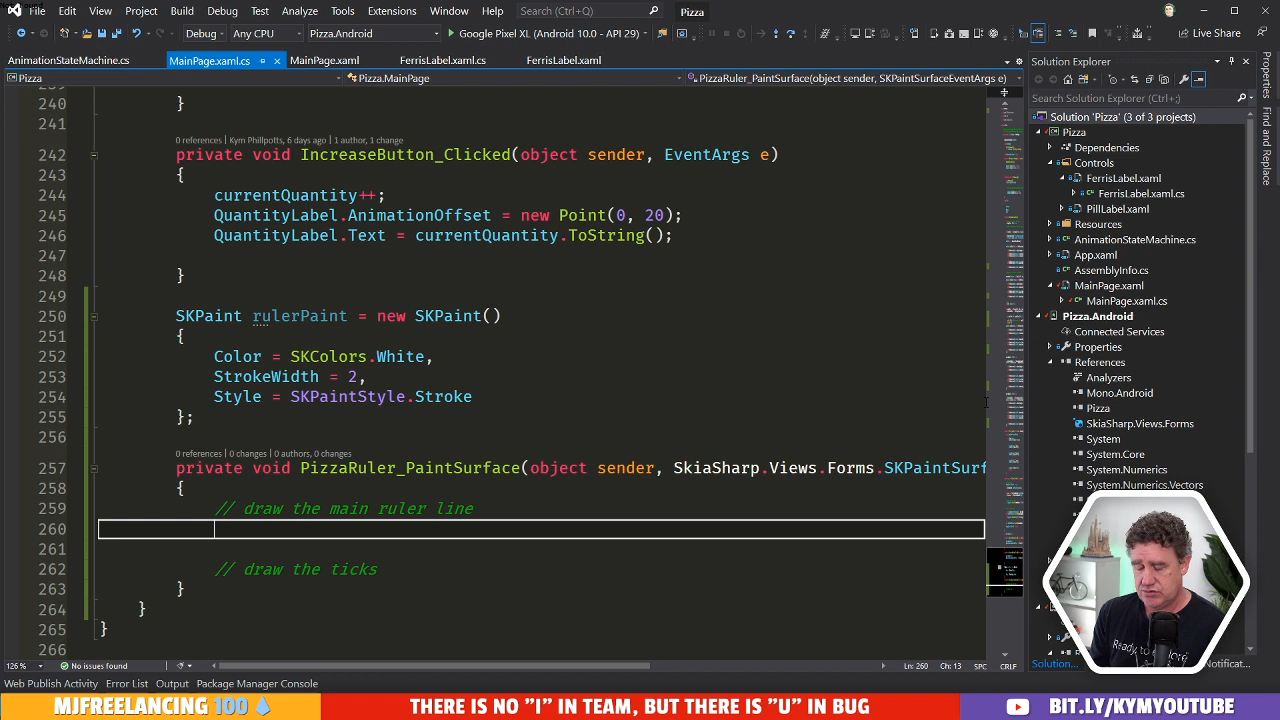 File Edit View Project Build Debug Test Analyze Tools Extensions Window Help Search (Ctrl+Q) Pizza
Debug Any CPU Pizza.Android Google Pixel XL (Android 10.0 - API 29) Live Share
AnimationStateMachine.cs MainPage.xaml.cs MainPage.xaml FerrisLabel.xaml.cs FerrisLabel.xaml
Pizza Pizza.MainPage PizzaRuler_PaintSurface(object sender, SKPaintSurfaceEventArgs e)
239
240 }
241
0 references | Kym Phillpotts, 6 days ago | 1 author, 1 change
242 private void IncreaseButton_Clicked(object sender, EventArgs e)
243 {
244 currentQuantity++;
245 QuantityLabel.AnimationOffset = new Point(0, 20);
246 QuantityLabel.Text = currentQuantity.ToString();
247
248 }
249
250 SKPaint rulerPaint = new SKPaint()
251 {
252 Color = SKColors.White,
253 StrokeWidth = 2,
254 Style = SKPaintStyle.Stroke
255 };
256
0 references | 0 changes | 0 authors, 0 changes
257 private void PizzaRuler_PaintSurface(object sender, SkiaSharp.Views.Forms.SKPaintSurf
258 {
259 // draw the main ruler line
260
261
262 // draw the ticks
263 }
264 }
265 }
266
126 % No issues found Ln: 260 Ch: 13 SPC CRLF
Web Publish Activity Error List Output Package Manager Console
Solution Explorer
Search Solution Explorer (Ctrl+;)
Solution 'Pizza' (3 of 3 projects)
Pizza
Dependencies
Controls
FerrisLabel.xaml
FerrisLabel.xaml.cs
PillLabel.xaml
Resources
AnimationStateMachine.cs
App.xaml
AssemblyInfo.cs
MainPage.xaml
MainPage.xaml.cs
Pizza.Android
Connected Services
Properties
References
Analyzers
Mono.Android
Pizza
SkiaSharp.Views.Forms
System
System.Core
System.Numerics
System.Numerics.Vectors
Solution... Notificat...
Properties
Find and Replace
MJFREELANCING 100
THERE IS NO "I" IN TEAM, BUT THERE IS "U" IN BUG
BIT.LY/KYMYOUTUBE